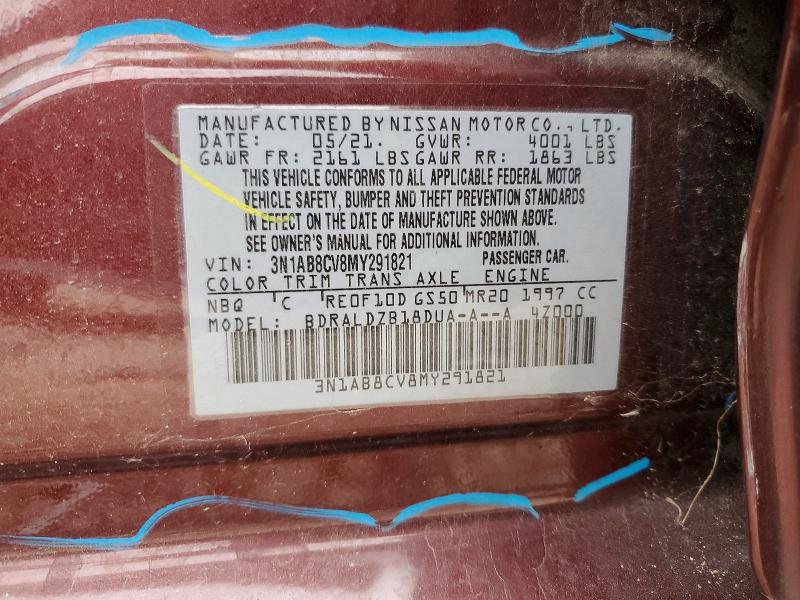 MANUFACTURED BY NISSAN MOTOR CO., LTD.
DATE: 05/21. GVWR: 4001 LBS
GAWR FR: 2161 LBS GAWR RR: 1863 LBS
THIS VEHICLE CONFORMS TO ALL APPLICABLE FEDERAL MOTOR
VEHICLE SAFETY, BUMPER AND THEFT PREVENTION STANDARDS
IN EFFECT ON THE DATE OF MANUFACTURE SHOWN ABOVE.
SEE OWNER'S MANUAL FOR ADDITIONAL INFORMATION.
VIN: 3N1AB8CV8MY291821 PASSENGER CAR.
COLOR TRIM TRANS AXLE ENGINE
NBQ C RE0F10D GS50 MR20 1997 CC
MODEL: BDRALDZB18DUA-A--A 4Z000
3N1AB8CV8MY291821